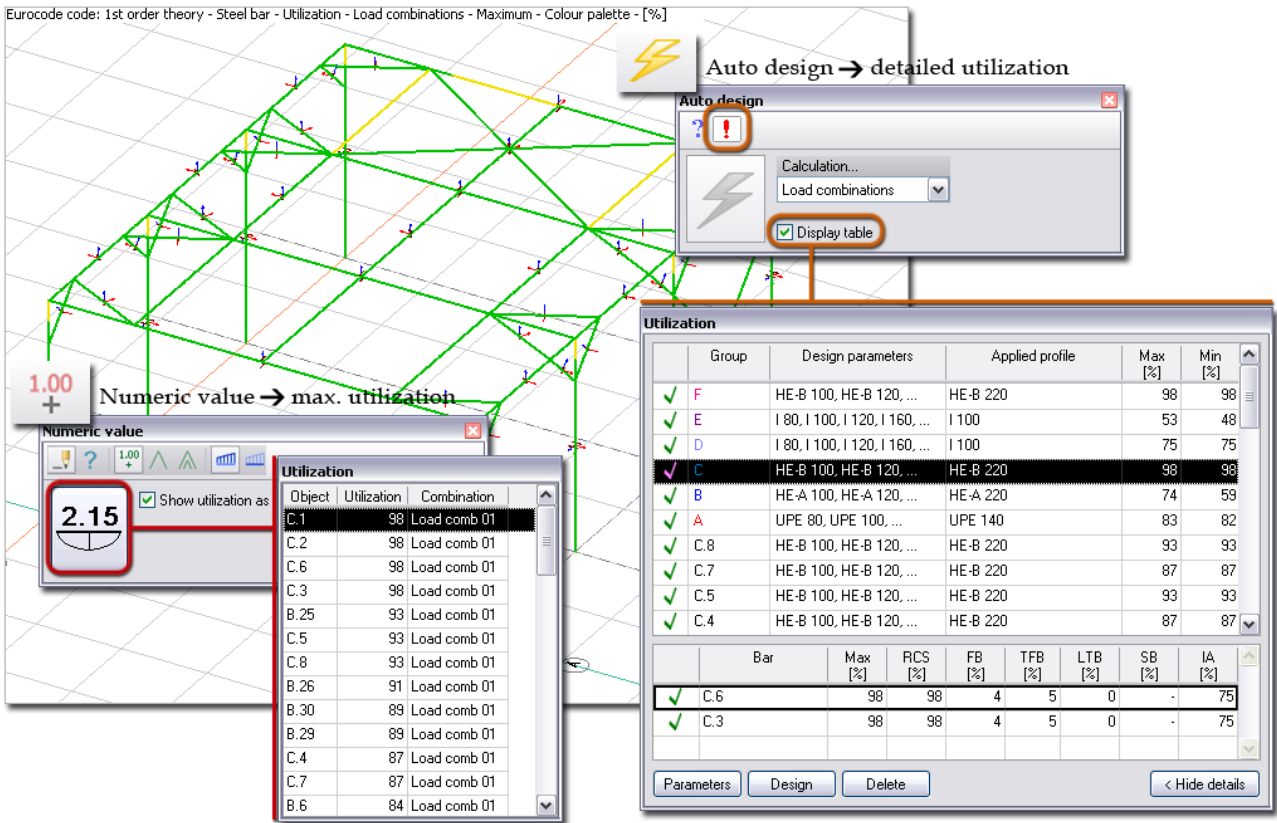 Eurocode code: 1st order theory - Steel bar - Utilization - Load combinations - Maximum - Colour palette - [%]
Auto design → detailed utilization
Auto design
? !
Calculation...
Load combinations
Display table
1.00
+
Numeric value → max. utilization
Numeric value
? 1.00
+
2.15
Show utilization as
Utilization
Object Utilization Combination
C.1 98 Load comb 01
C.2 98 Load comb 01
C.6 98 Load comb 01
C.3 98 Load comb 01
B.25 93 Load comb 01
C.5 93 Load comb 01
C.8 93 Load comb 01
B.26 91 Load comb 01
B.30 89 Load comb 01
B.29 89 Load comb 01
C.4 87 Load comb 01
C.7 87 Load comb 01
B.6 84 Load comb 01
Utilization
Group Design parameters Applied profile Max [%] Min [%]
F HE-B 100, HE-B 120, ... HE-B 220 98 98
E I 80, I 100, I 120, I 160, ... I 100 53 48
D I 80, I 100, I 120, I 160, ... I 100 75 75
C HE-B 100, HE-B 120, ... HE-B 220 98 98
B HE-A 100, HE-A 120, ... HE-A 220 74 59
A UPE 80, UPE 100, ... UPE 140 83 82
C.8 HE-B 100, HE-B 120, ... HE-B 220 93 93
C.7 HE-B 100, HE-B 120, ... HE-B 220 87 87
C.5 HE-B 100, HE-B 120, ... HE-B 220 93 93
C.4 HE-B 100, HE-B 120, ... HE-B 220 87 87
Bar Max [%] RCS [%] FB [%] TFB [%] LTB [%] SB [%] IA [%]
C.6 98 98 4 5 0 - 75
C.3 98 98 4 5 0 - 75
Parameters Design Delete < Hide details